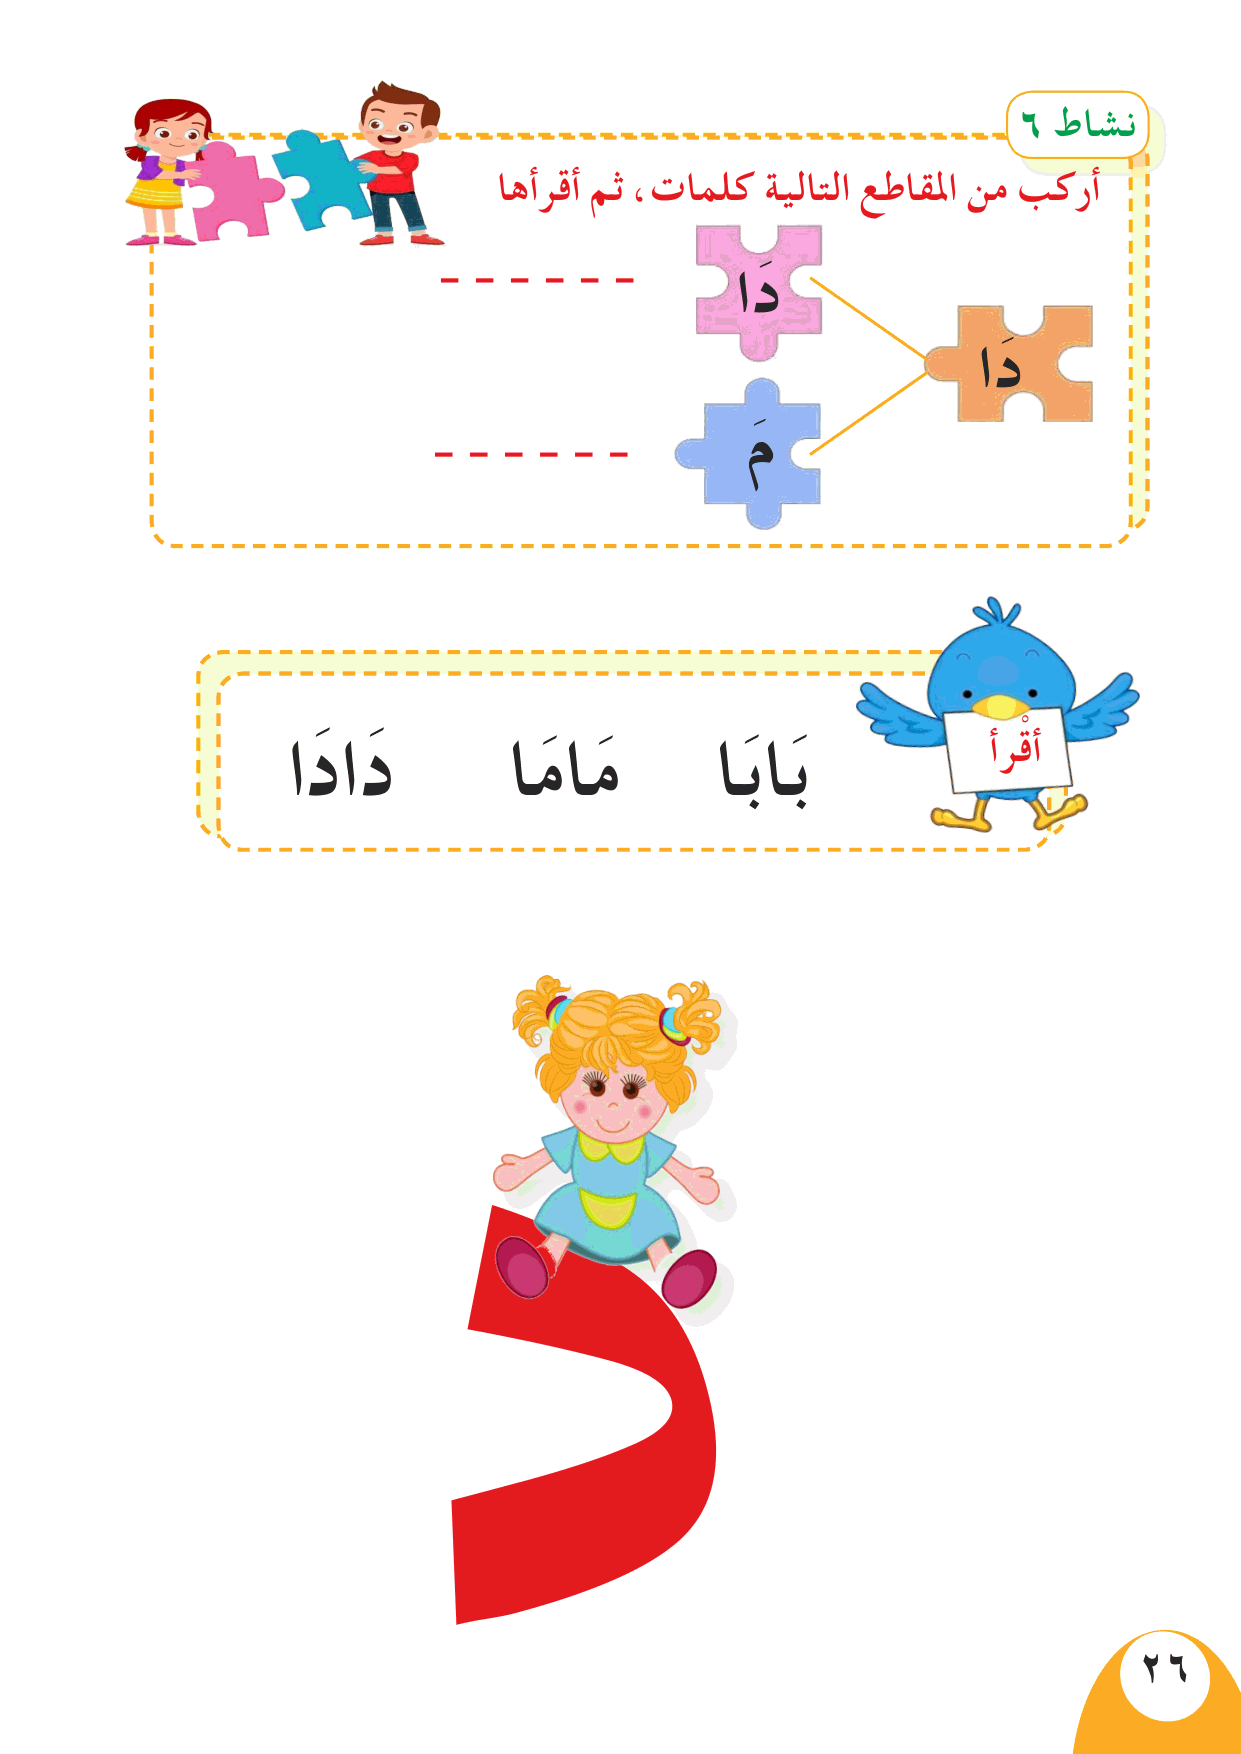 نشاط ٦
أركب من المقاطع التالية كلمات، ثم أقرأها
دَا
دَا
مَ
أقْرأ
بَابَا مَامَا دَادَا
د
٢٦